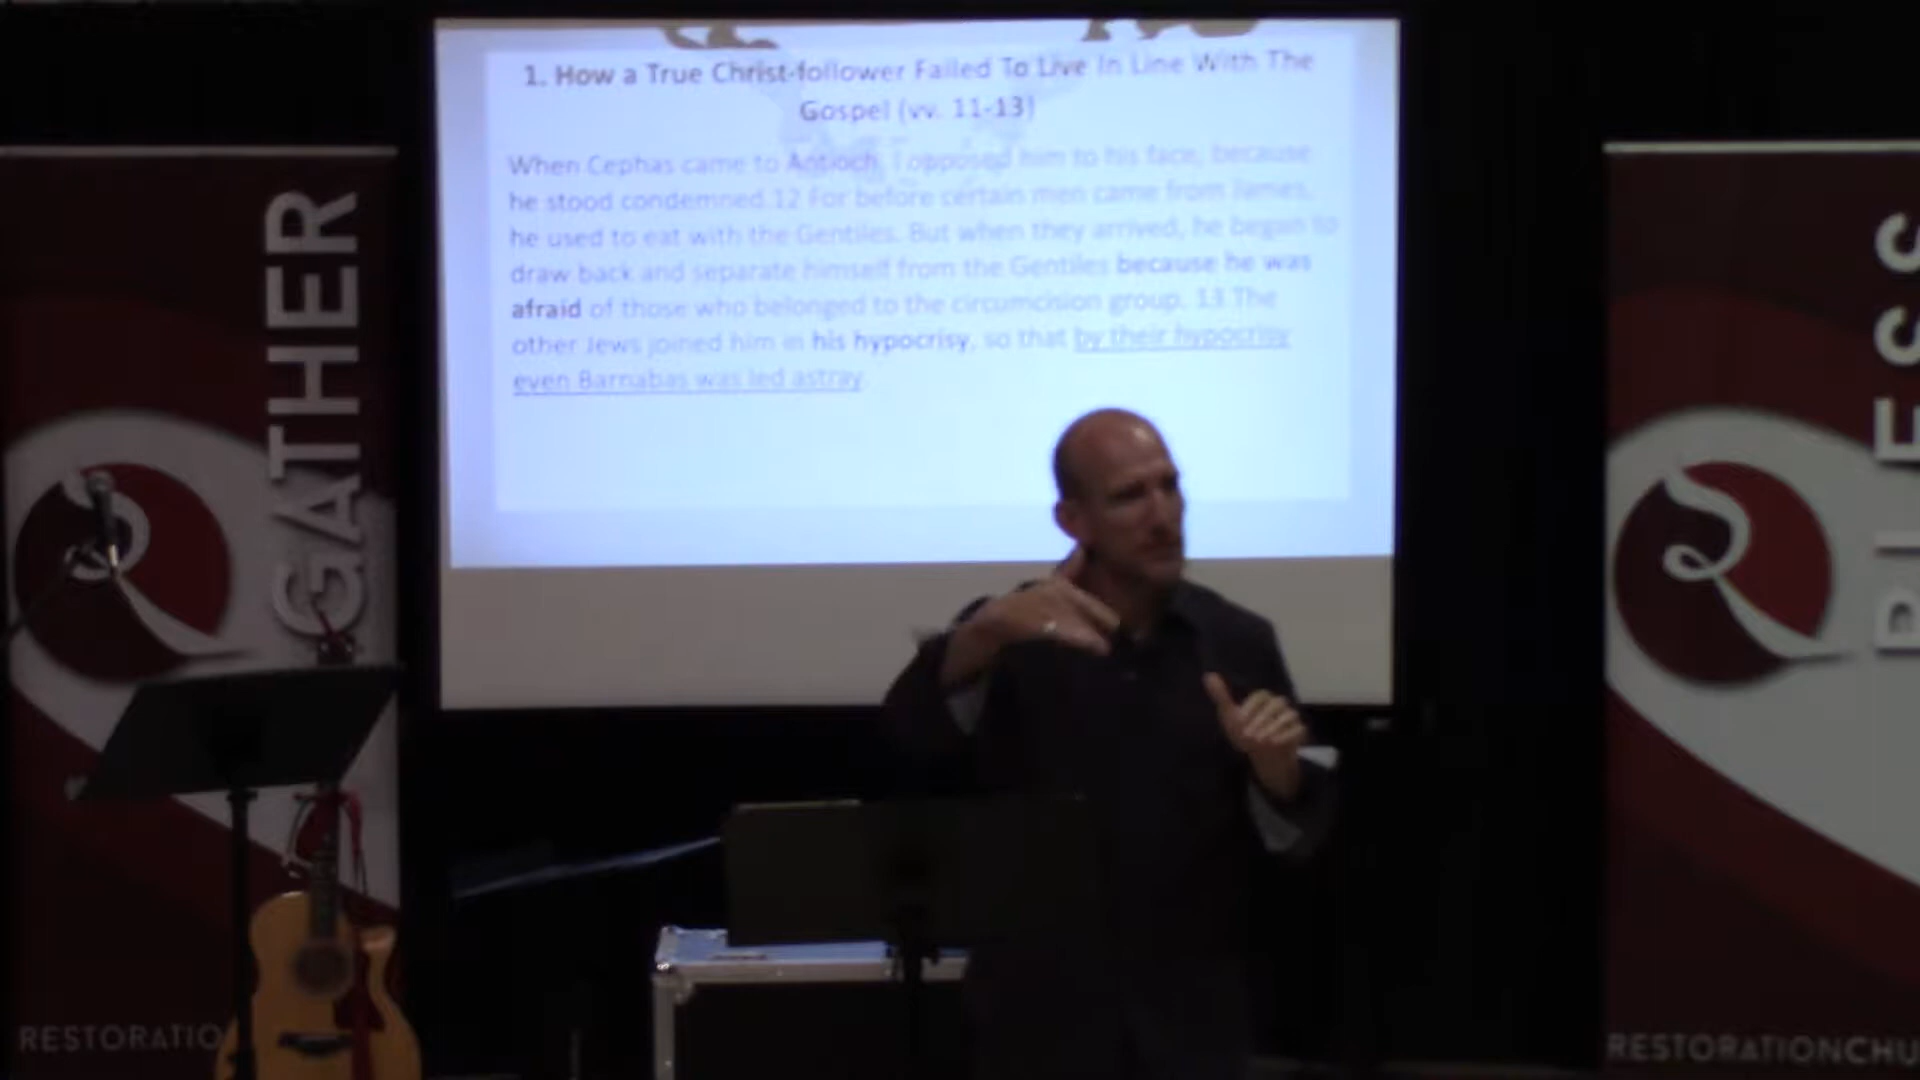 1. How a True Christ-follower Failed To Live In Line With The
Gospel (vv. 11-13)
When Cephas came to Antioch, I opposed him to his face, because
he stood condemned.12 For before certain men came from James,
he used to eat with the Gentiles. But when they arrived, he began to
draw back and separate himself from the Gentiles because he was
afraid of those who belonged to the circumcision group. 13 The
other Jews joined him in his hypocrisy, so that by their hypocrisy
even Barnabas was led astray.
GATHER
RESTORATIO
BLESS
RESTORATIONCHU